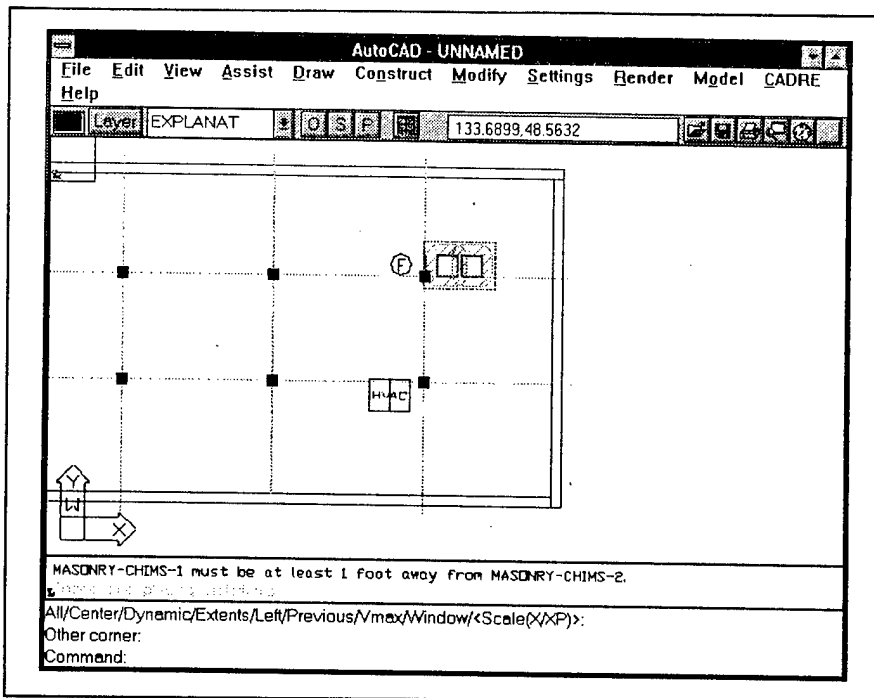 AutoCAD - UNNAMED
File Edit View Assist Draw Construct Modify Settings Render Model CADRE
Help
Layer EXPLANAT O S P 133.6899,48.5632
F
HVAC
Y
W
X
MASONRY-CHIMS-1 must be at least 1 foot away from MASONRY-CHIMS-2.
All/Center/Dynamic/Extents/Left/Previous/Vmax/Window/<Scale(X/XP)>:
Other corner:
Command: